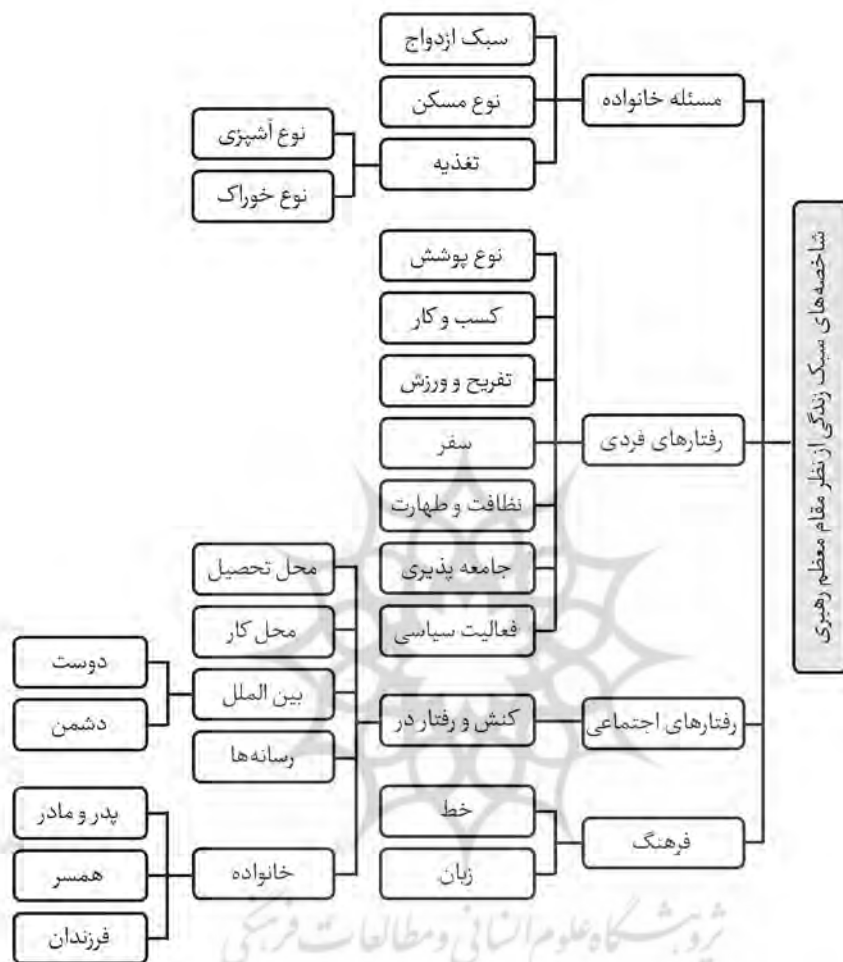 شاخصه‌های سبک زندگی از نظر مقام معظم رهبری
مسئله خانواده
سبک ازدواج
نوع مسکن
تغذیه
نوع آشپزی
نوع خوراک
رفتارهای فردی
نوع پوشش
کسب و کار
تفریح و ورزش
سفر
نظافت و طهارت
جامعه پذیری
فعالیت سیاسی
رفتارهای اجتماعی
کنش و رفتار در
محل تحصیل
محل کار
بین الملل
دوست
دشمن
رسانه‌ها
خانواده
پدر و مادر
همسر
فرزندان
فرهنگ
خط
زبان
پژوهشگاه علوم انسانی و مطالعات فرهنگی